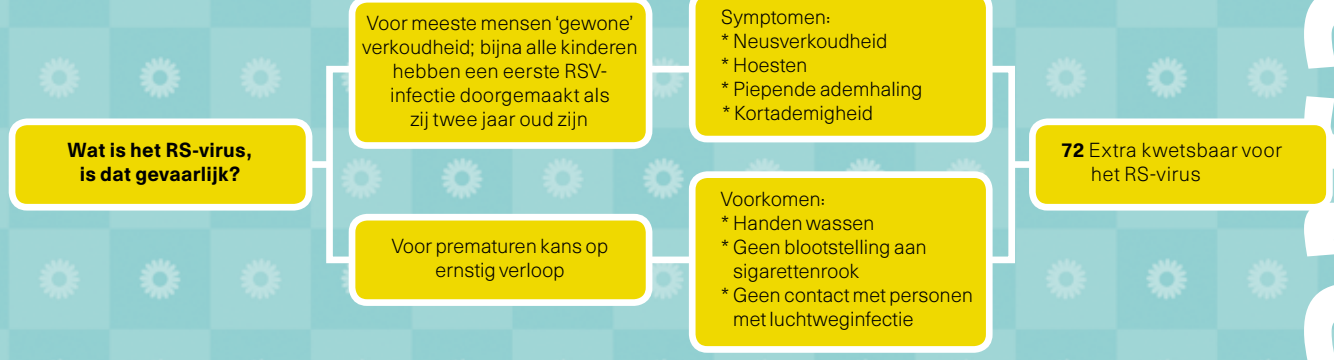 Wat is het RS-virus,
is dat gevaarlijk?
Voor meeste mensen ‘gewone’
verkoudheid; bijna alle kinderen
hebben een eerste RSV-
infectie doorgemaakt als
zij twee jaar oud zijn
Symptomen:
* Neusverkoudheid
* Hoesten
* Piepende ademhaling
* Kortademigheid
Voor prematuren kans op
ernstig verloop
Voorkomen:
* Handen wassen
* Geen blootstelling aan
sigarettenrook
* Geen contact met personen
met luchtweginfectie
72 Extra kwetsbaar voor
het RS-virus